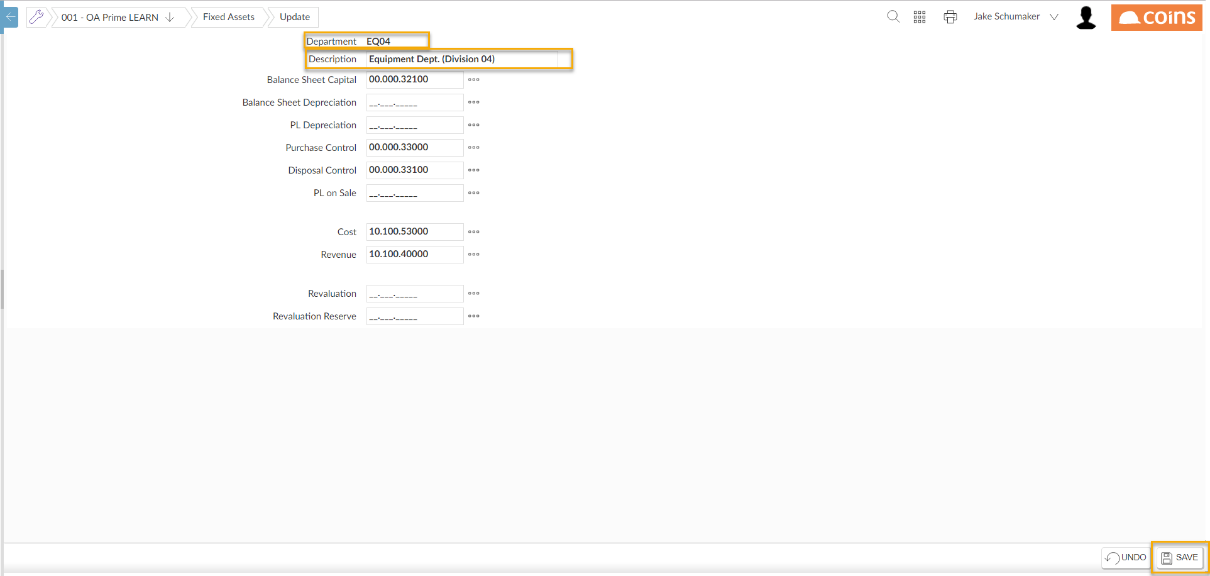 001 - OA Prime LEARN Fixed Assets Update Jake Schumaker COINS
Department EQ04
Description Equipment Dept. (Division 04)
Balance Sheet Capital 00.000.32100
Balance Sheet Depreciation __.___._____
PL Depreciation __.___._____
Purchase Control 00.000.33000
Disposal Control 00.000.33100
PL on Sale __.___._____
Cost 10.100.53000
Revenue 10.100.40000
Revaluation __.___._____
Revaluation Reserve __.___._____
UNDO SAVE